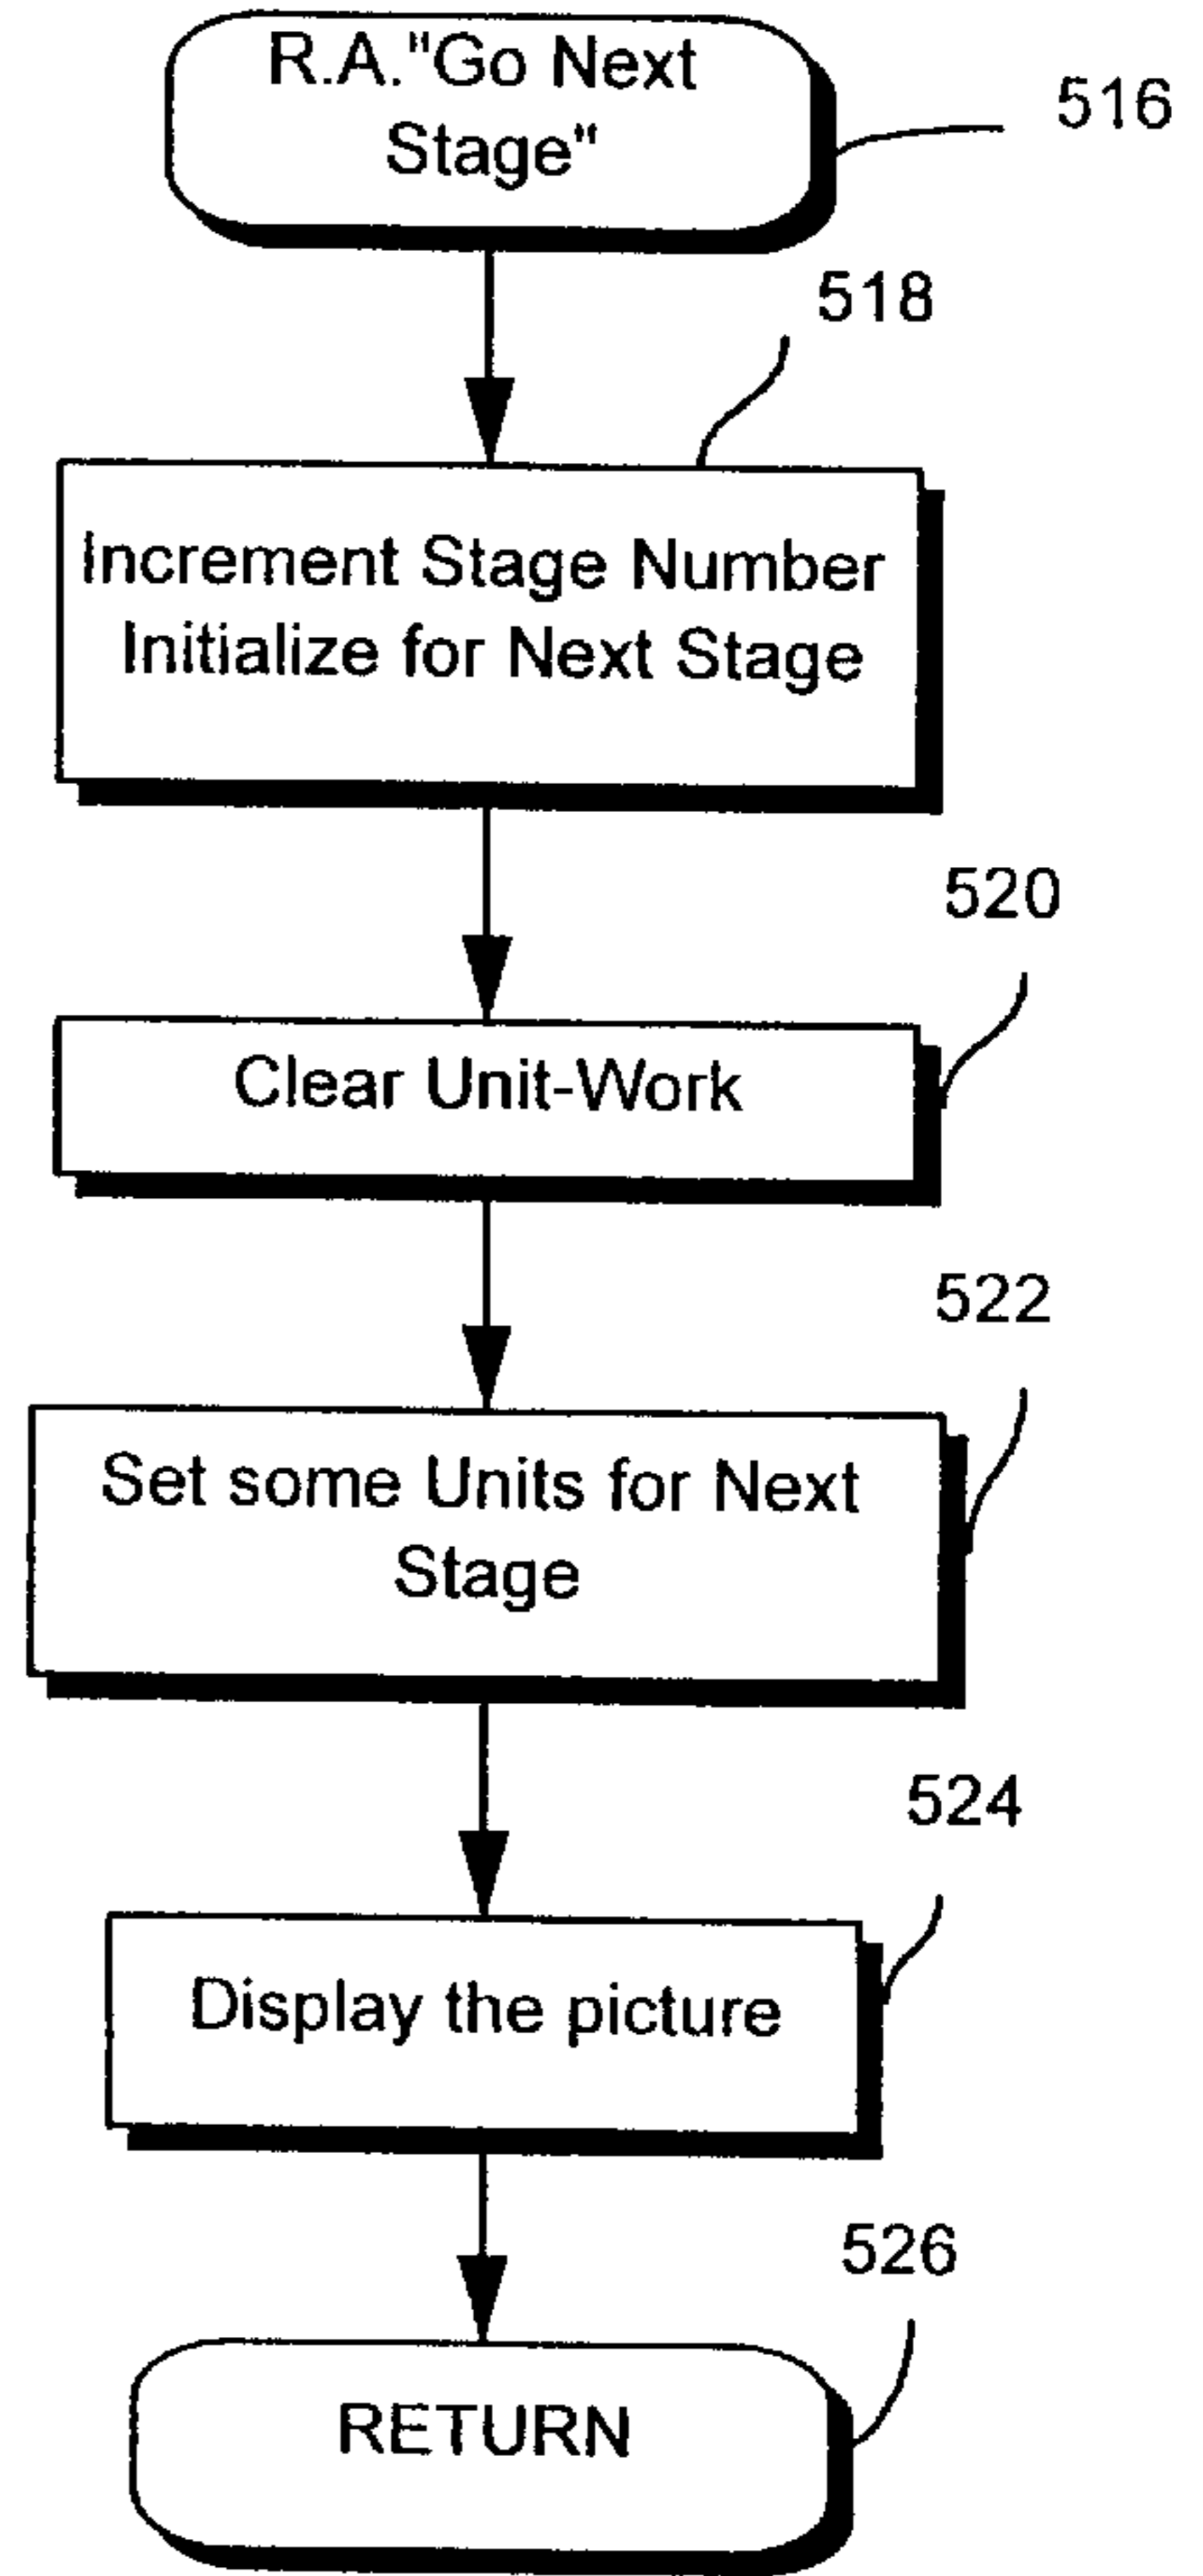 R.A."Go Next
Stage"
516
518
Increment Stage Number
Initialize for Next Stage
520
Clear Unit-Work
522
Set some Units for Next
Stage
524
Display the picture
526
RETURN